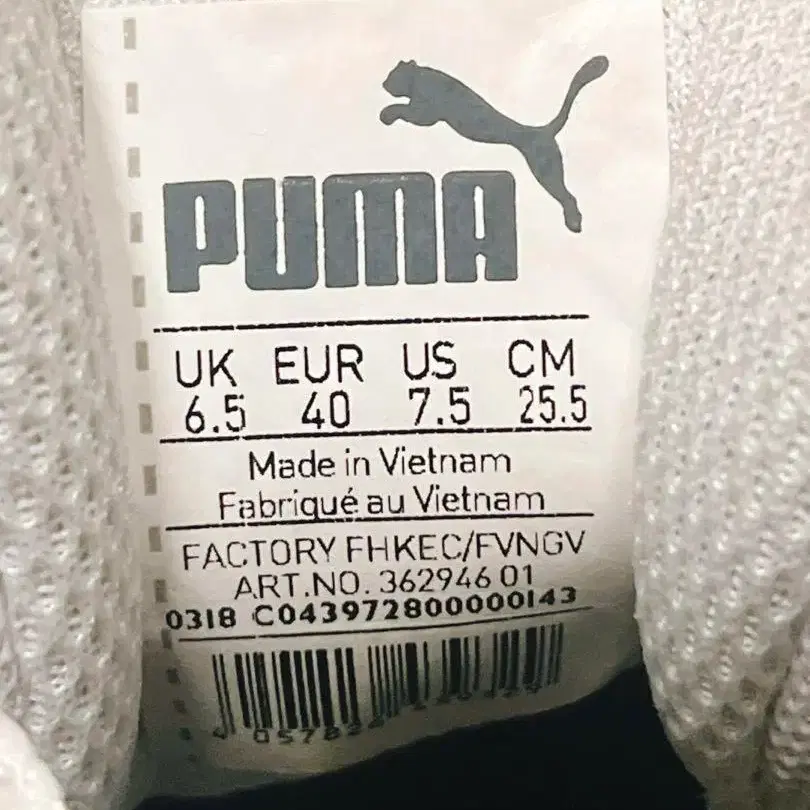 PUMA
UK EUR US CM
6.5 40 7.5 25.5
Made in Vietnam
Fabriqué au Vietnam
FACTORY FHKEC/FVNGV
ART.NO. 362946 01
0318 C043972800000143